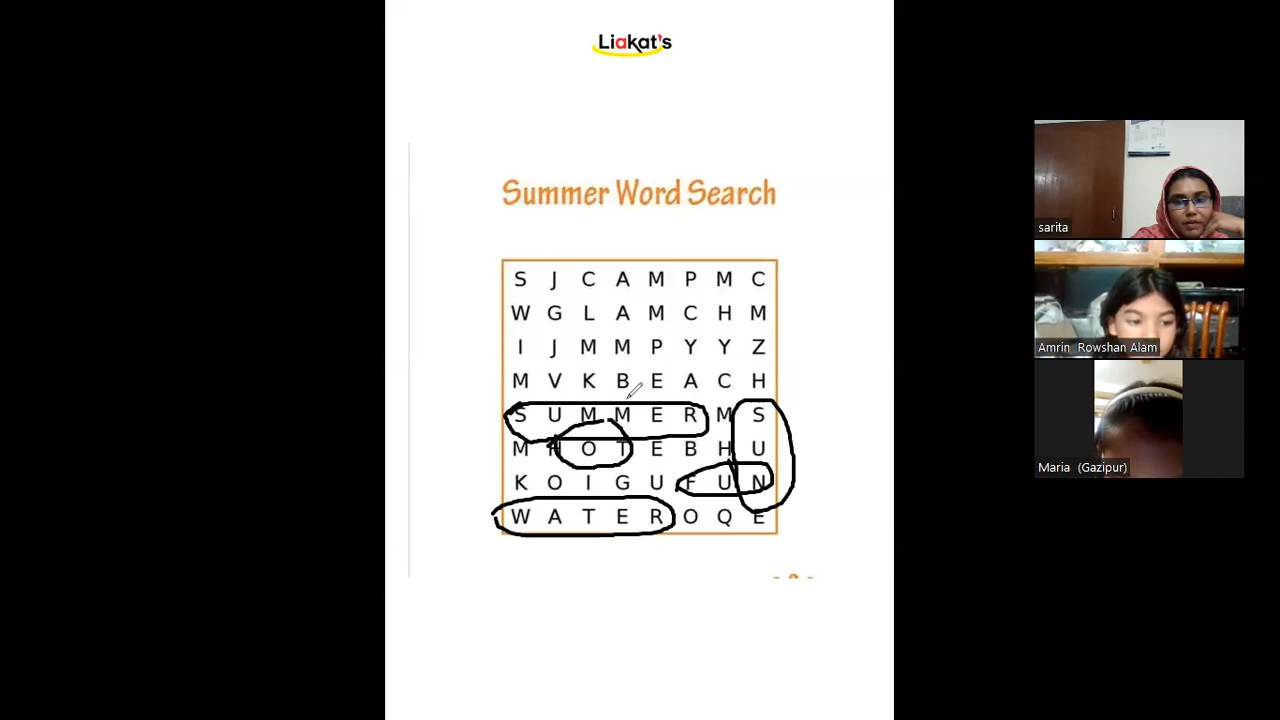 Liakat's
Summer Word Search
S J C A M P M C
W G L A M C H M
I J M M P Y Y Z
M V K B E A C H
S U M M E R M S
M H O T E B H U
K O I G U F U N
W A T E R O Q E
sarita
Amrin Rowshan Alam
Maria (Gazipur)